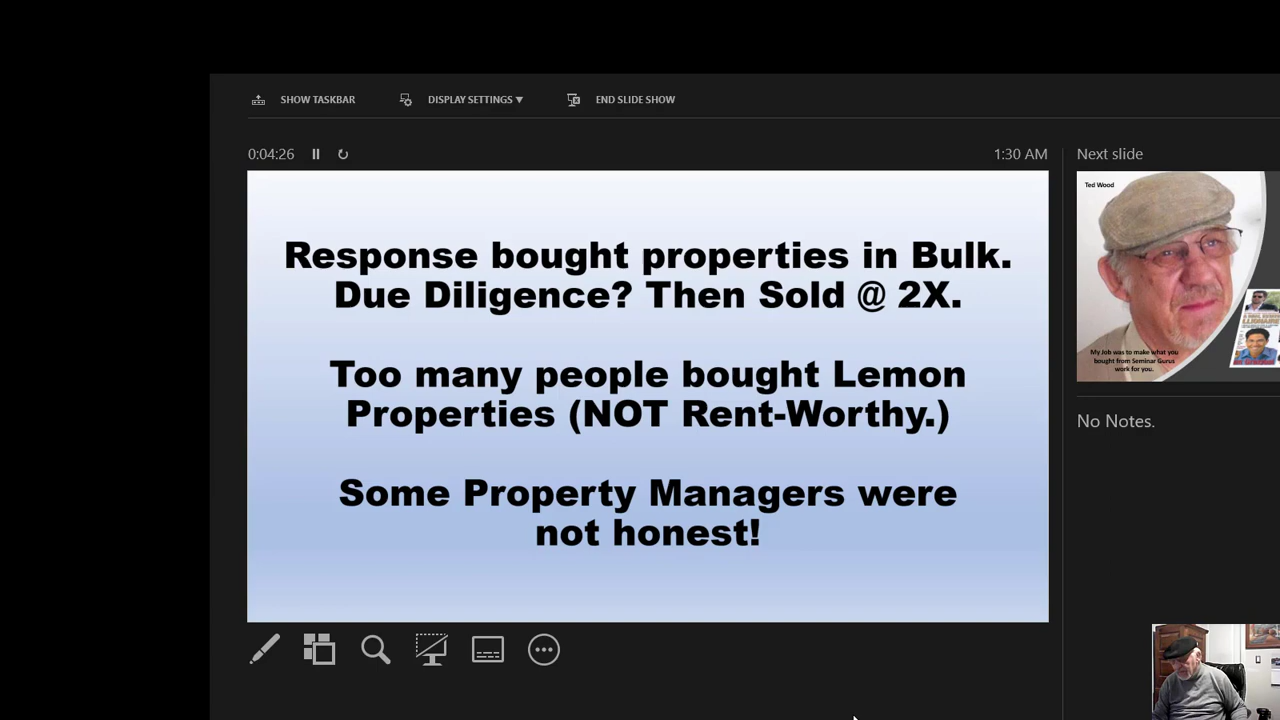 SHOW TASKBAR
DISPLAY SETTINGS ▼
END SLIDE SHOW
0:04:26
1:30 AM
Next slide
Response bought properties in Bulk.
Due Diligence? Then Sold @ 2X.
Too many people bought Lemon
Properties (NOT Rent-Worthy.)
Some Property Managers were
not honest!
Ted Wood
My Job was to make what you
bought from Seminar Gurus
work for you.
No Notes.